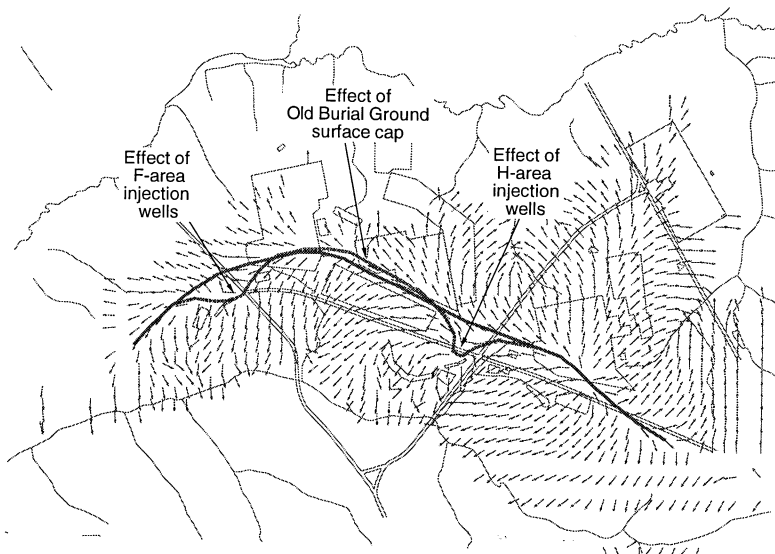 Effect of
Old Burial Ground
surface cap
Effect of
F-area
injection
wells
Effect of
H-area
injection
wells